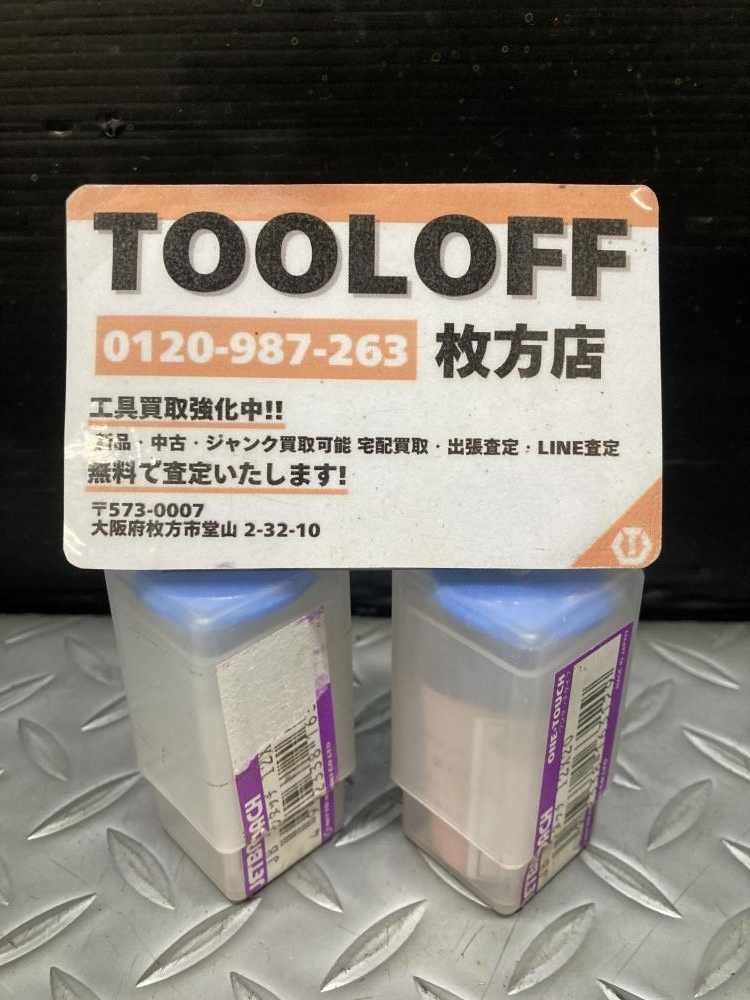 TOOLOFF
0120-987-263 枚方店
工具買取強化中!!
新品・中古・ジャンク買取可能 宅配買取・出張査定・LINE査定
無料で査定いたします!
〒573-0007
大阪府枚方市堂山 2-32-10
ONE-TOUCH
MADE IN JAPAN